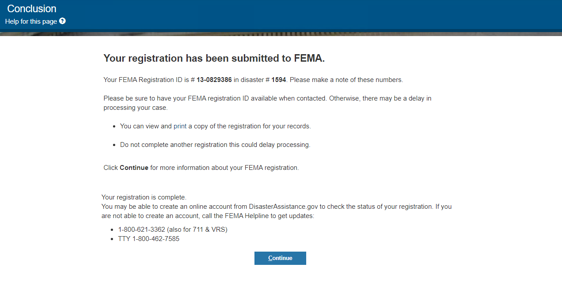 Conclusion
Help for this page ?
Your registration has been submitted to FEMA.
Your FEMA Registration ID is # 13-0829386 in disaster # 1594. Please make a note of these numbers.
Please be sure to have your FEMA registration ID available when contacted. Otherwise, there may be a delay in
processing your case.
• You can view and print a copy of the registration for your records.
• Do not complete another registration this could delay processing.
Click Continue for more information about your FEMA registration.
Your registration is complete.
You may be able to create an online account from DisasterAssistance.gov to check the status of your registration. If you
are not able to create an account, call the FEMA Helpline to get updates:
• 1-800-621-3362 (also for 711 & VRS)
• TTY 1-800-462-7585
Continue